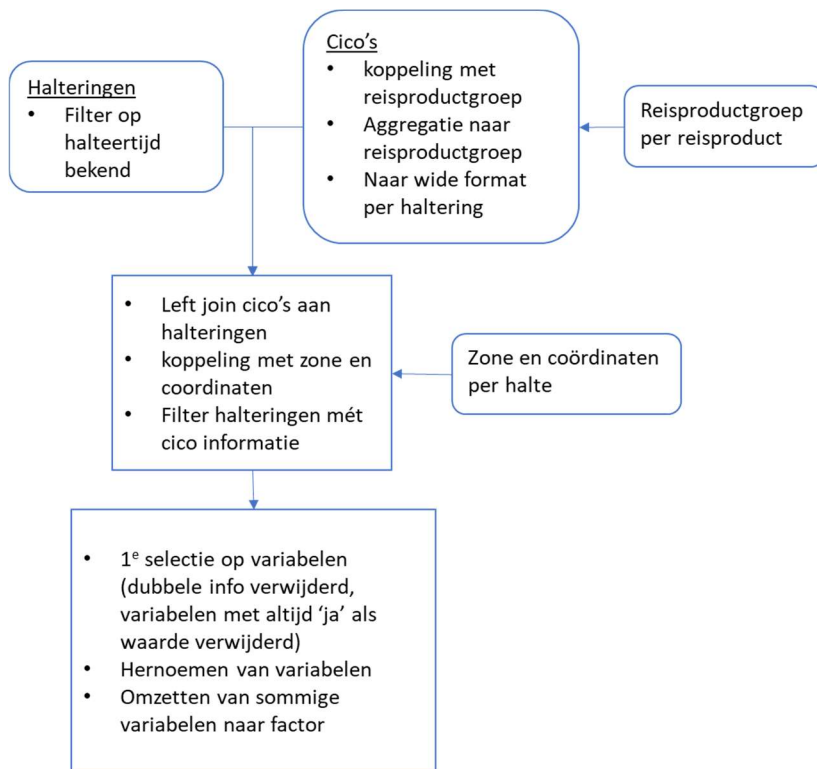 Halteringen
• Filter op
halteertijd
bekend
Cico’s
• koppeling met
reisproductgroep
• Aggregatie naar
reisproductgroep
• Naar wide format
per haltering
Reisproductgroep
per reisproduct
• Left join cico’s aan
halteringen
• koppeling met zone en
coordinaten
• Filter halteringen mét
cico informatie
Zone en coördinaten
per halte
• 1e selectie op variabelen
(dubbele info verwijderd,
variabelen met altijd ‘ja’ als
waarde verwijderd)
• Hernoemen van variabelen
• Omzetten van sommige
variabelen naar factor